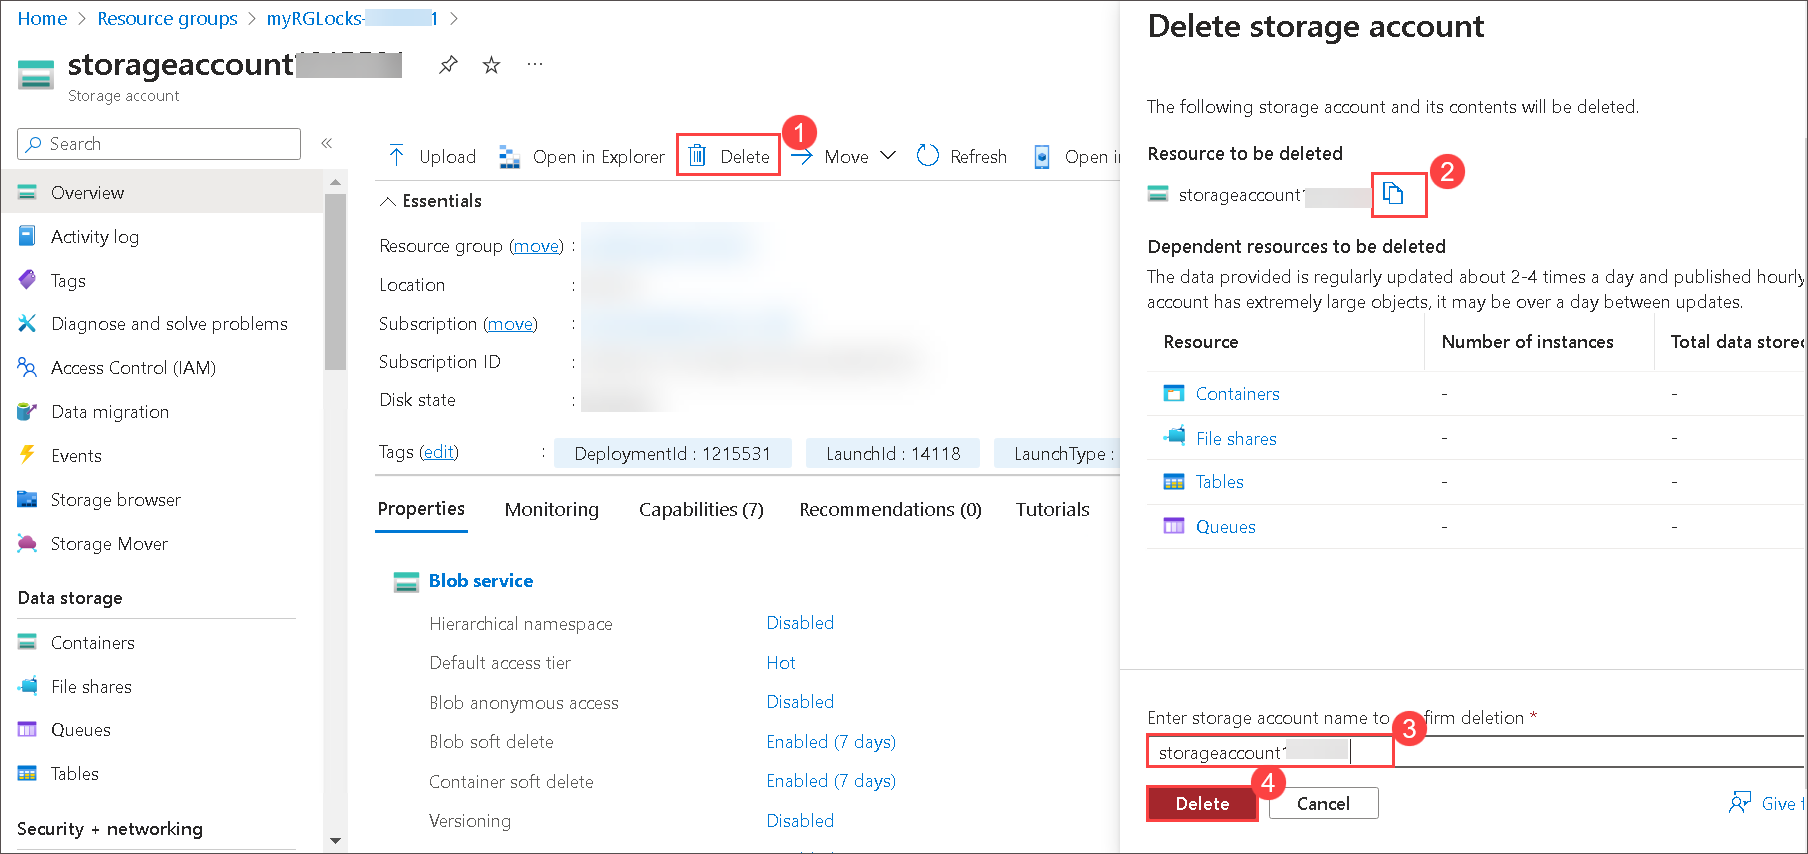 Home > Resource groups > myRGLocks- 1 >
storageaccount
Storage account
Search
«
Overview
Activity log
Tags
Diagnose and solve problems
Access Control (IAM)
Data migration
Events
Storage browser
Storage Mover
Data storage
Containers
File shares
Queues
Tables
Security + networking
Upload
Open in Explorer
Delete
1
Move
Refresh
Open in
Essentials
Resource group (move) :
Location :
Subscription (move) :
Subscription ID :
Disk state :
Tags (edit) :
DeploymentId : 1215531
LaunchId : 14118
LaunchType :
Properties
Monitoring
Capabilities (7)
Recommendations (0)
Tutorials
Blob service
Hierarchical namespace Disabled
Default access tier Hot
Blob anonymous access Disabled
Blob soft delete Enabled (7 days)
Container soft delete Enabled (7 days)
Versioning Disabled
Delete storage account
The following storage account and its contents will be deleted.
Resource to be deleted
storageaccount1
2
Dependent resources to be deleted
The data provided is regularly updated about 2-4 times a day and published hourly
account has extremely large objects, it may be over a day between updates.
Resource Number of instances Total data stored
Containers - -
File shares - -
Tables - -
Queues - -
Enter storage account name to firm deletion *
3
storageaccount1
4
Delete
Cancel
Give f